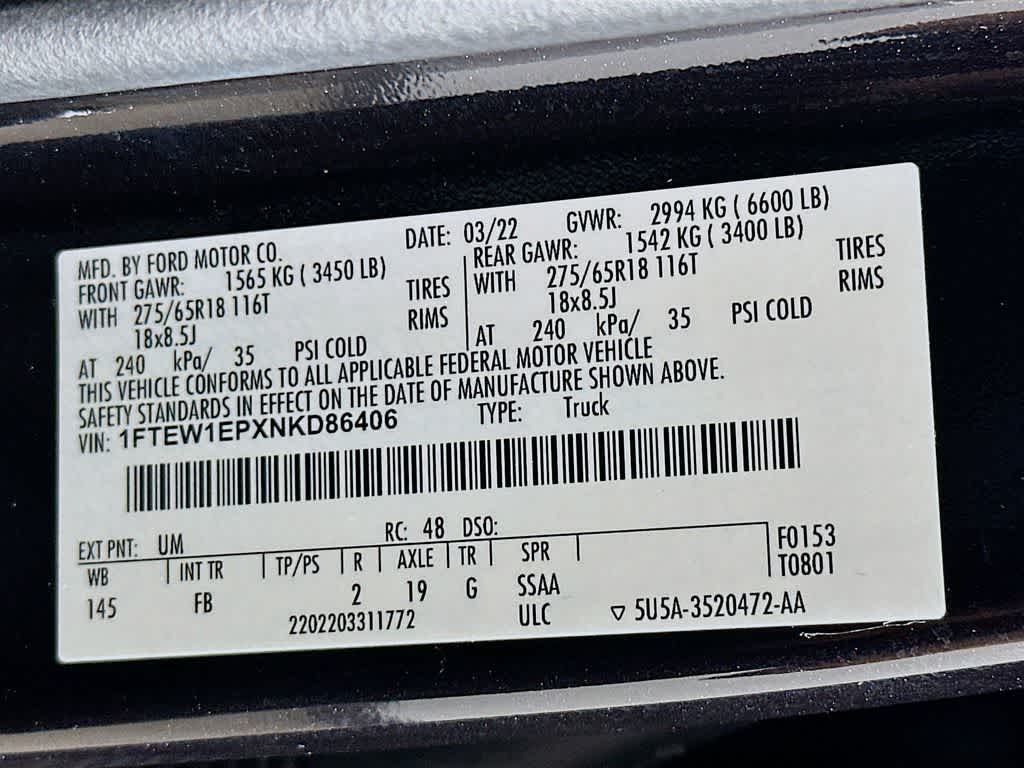 MFD. BY FORD MOTOR CO. DATE: 03/22 GVWR: 2994 KG ( 6600 LB)
FRONT GAWR: 1565 KG ( 3450 LB) REAR GAWR: 1542 KG ( 3400 LB)
WITH 275/65R18 116T TIRES WITH 275/65R18 116T TIRES
18x8.5J RIMS 18x8.5J RIMS
AT 240 kPa/ 35 PSI COLD AT 240 kPa/ 35 PSI COLD
THIS VEHICLE CONFORMS TO ALL APPLICABLE FEDERAL MOTOR VEHICLE
SAFETY STANDARDS IN EFFECT ON THE DATE OF MANUFACTURE SHOWN ABOVE.
VIN: 1FTEW1EPXNKD86406 TYPE: Truck
EXT PNT: UM RC: 48 DSO: F0153
WB INT TR TP/PS R AXLE TR SPR T0801
145 FB 2 19 G SSAA
2202203311772 ULC ▽ 5U5A-3520472-AA